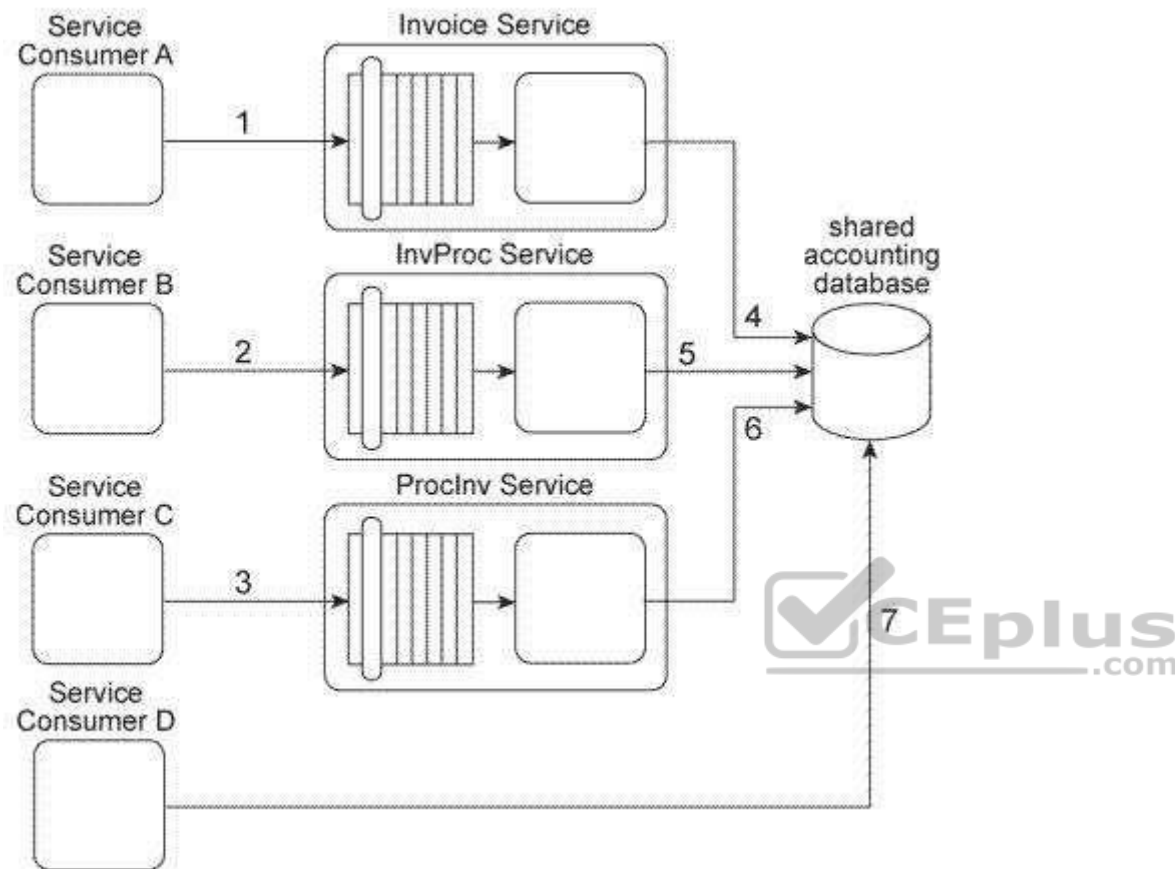 Service
Consumer A
Invoice Service
1
Service
Consumer B
InvProc Service
2
shared
accounting
database
4
5
6
Service
Consumer C
ProcInv Service
3
7
CEplus
.com
Service
Consumer D